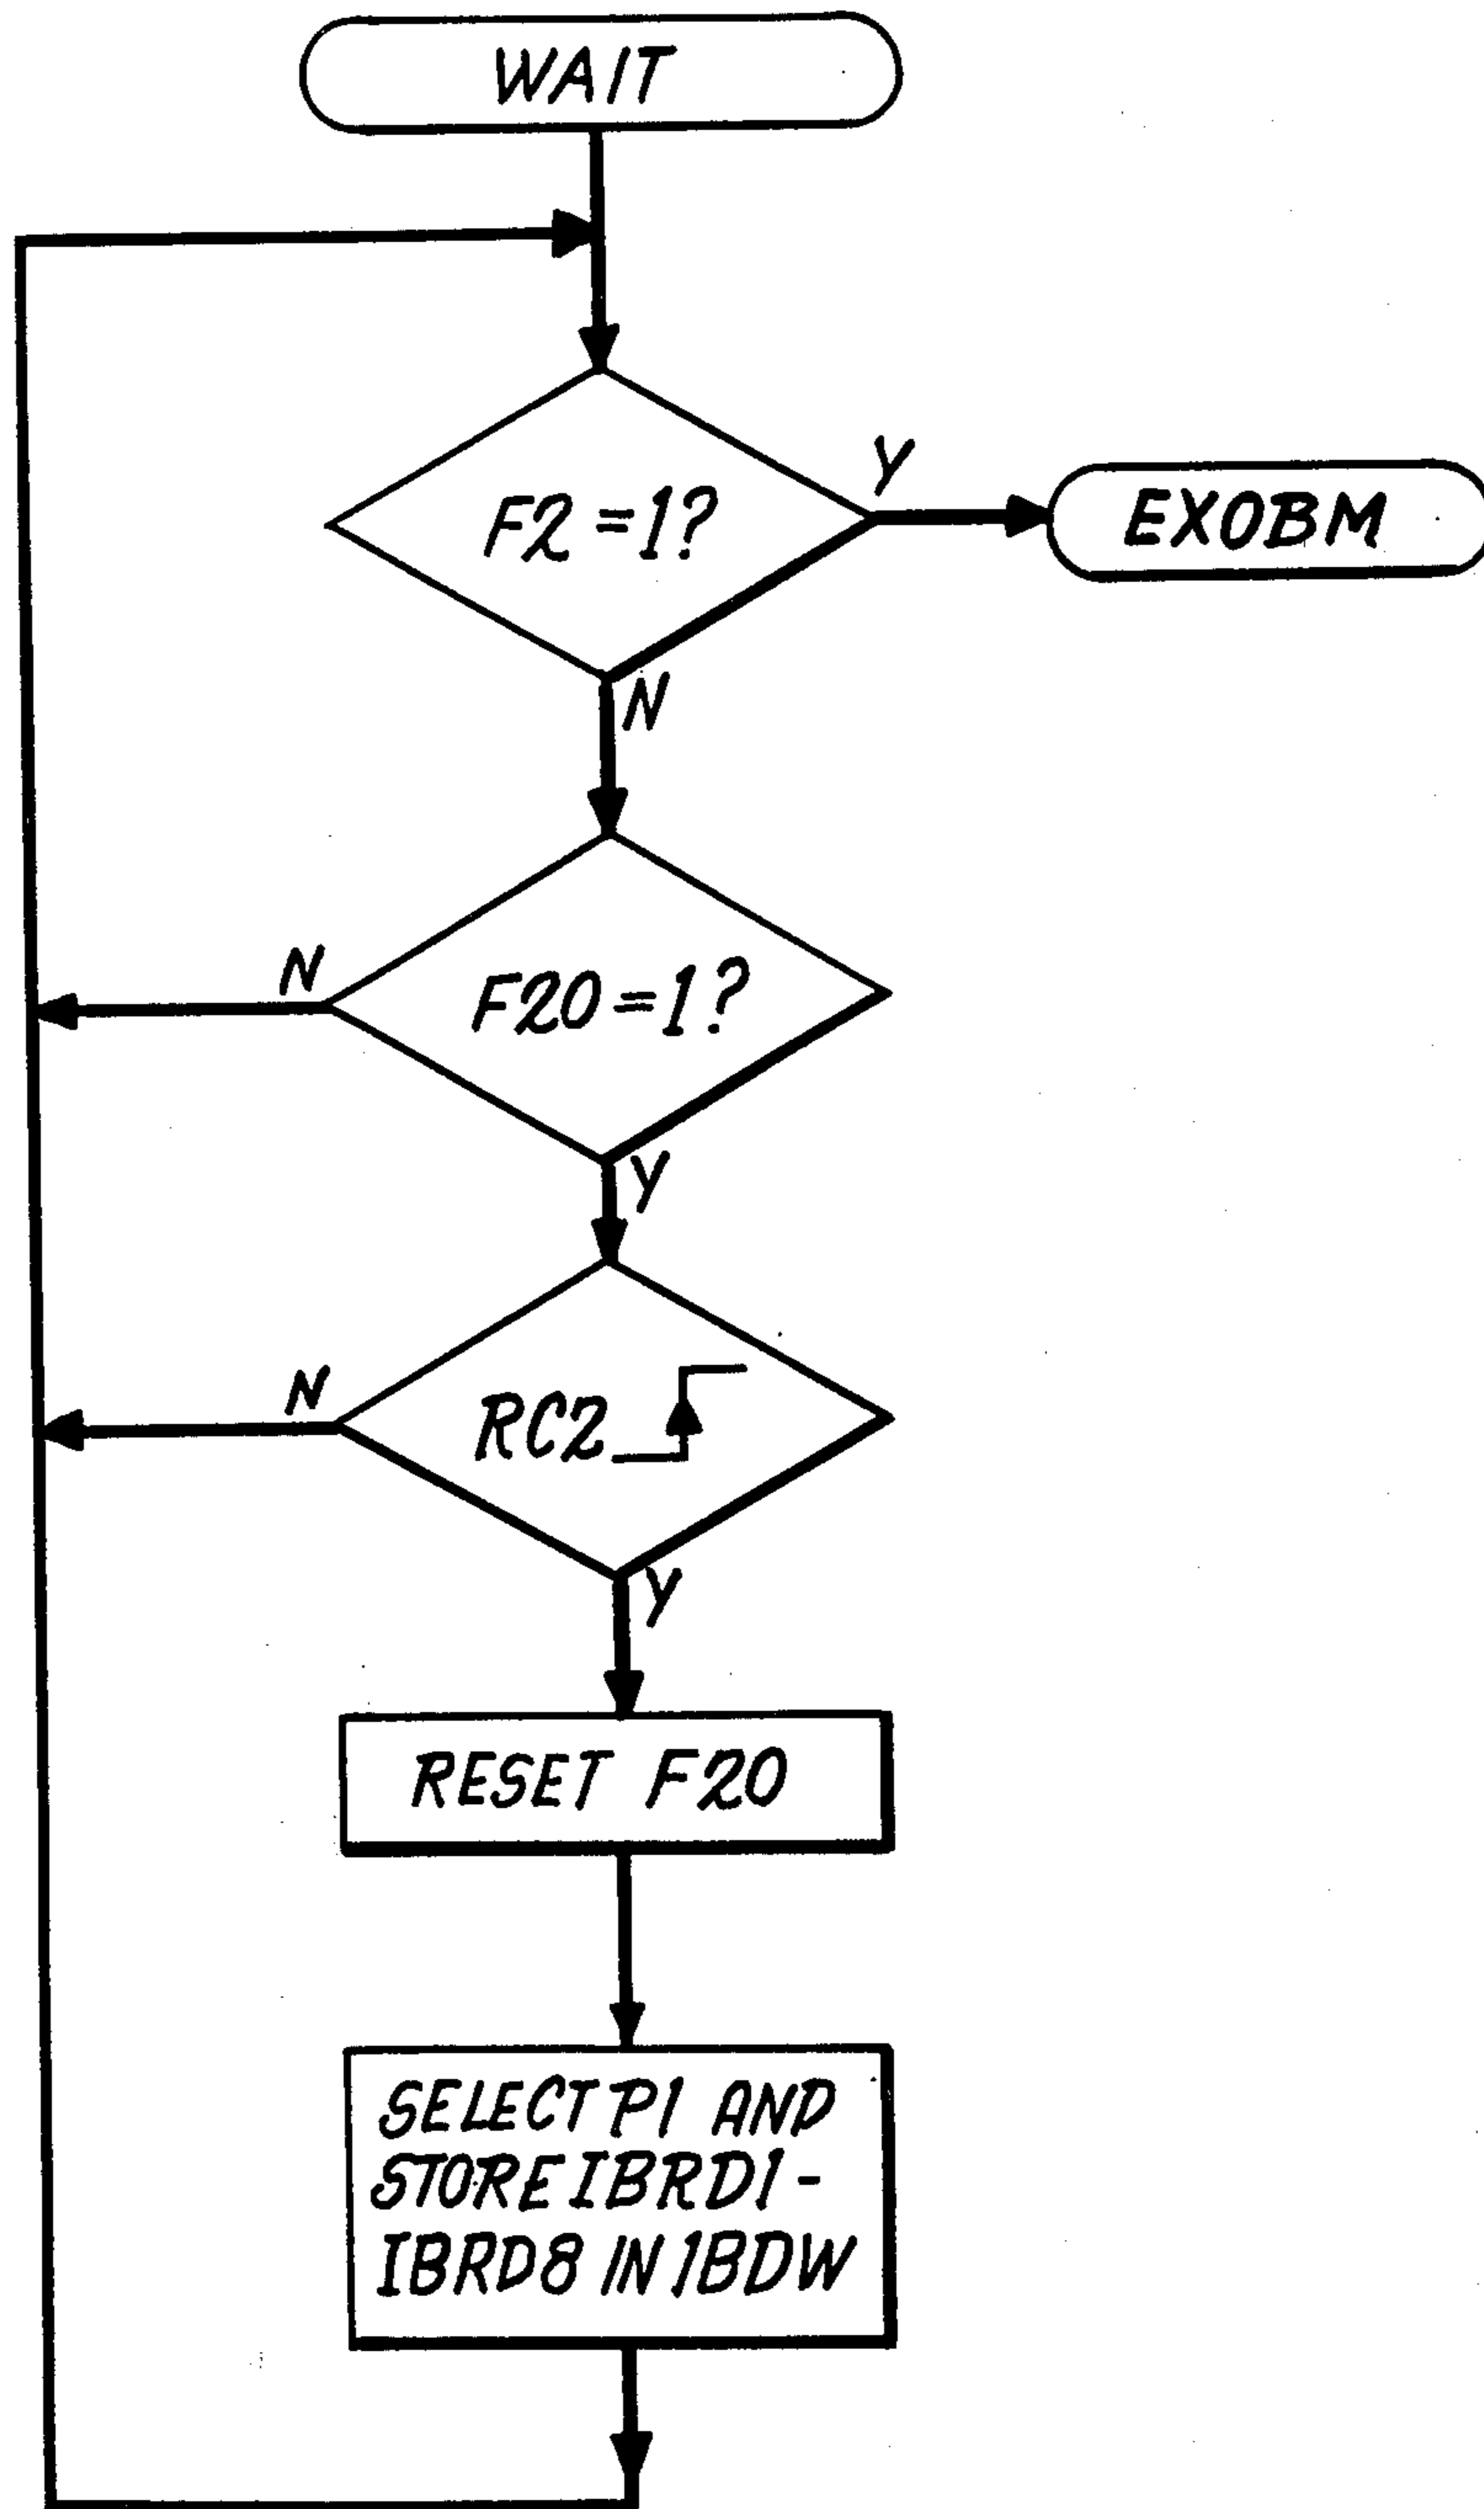 WAIT
F2=1?
Y
EXOBM
N
F20=1?
N
Y
RC2
N
Y
RESET F20
SELECT P1 AND
STORE IBRD1-
IBRD8 IN IBDW